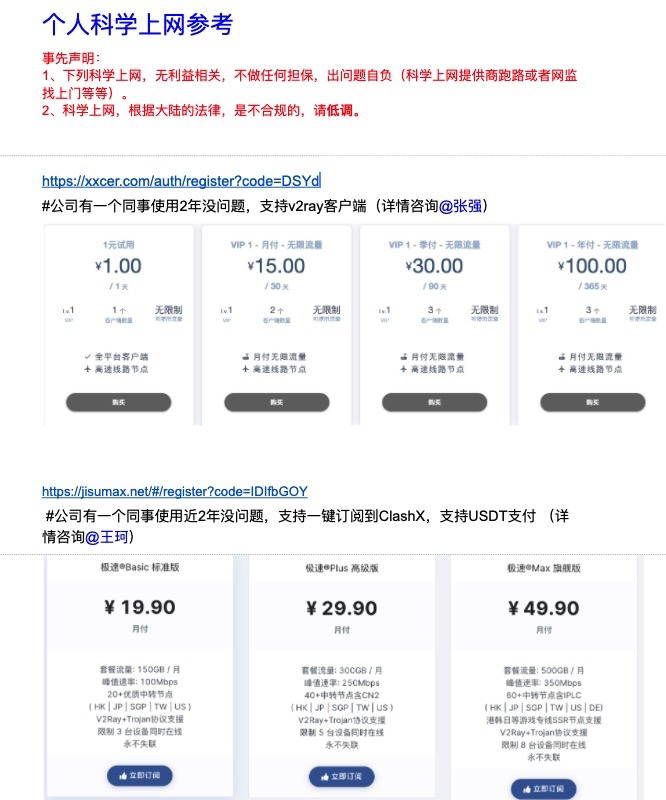 个人科学上网参考
事先声明：
1、下列科学上网，无利益相关，不做任何担保，出问题自负（科学上网提供商跑路或者网监
找上门等等）。
2、科学上网，根据大陆的法律，是不合规的，请低调。
https://xxcer.com/auth/register?code=DSYd
#公司有一个同事使用2年没问题，支持v2ray客户端（详情咨询@张强）
1元试用 VIP 1 - 月付 - 无限流量 VIP 1 - 季付 - 无限流量 VIP 1 - 年付 - 无限流量
¥1.00 ¥15.00 ¥30.00 ¥100.00
/ 1 天 / 30 天 / 90 天 / 365 天
Lv.1 1 个 无限制 Lv.1 2 个 无限制 Lv.1 3 个 无限制 Lv.1 3 个 无限制
VIP 客户端数量 可使用流量 VIP 客户端数量 可使用流量 VIP 客户端数量 可使用流量 VIP 客户端数量 可使用流量
全平台客户端 月付无限流量 月付无限流量 月付无限流量
高速线路节点 高速线路节点 高速线路节点 高速线路节点
购买 购买 购买 购买
https://jisumax.net/#/register?code=IDIfbGOY
#公司有一个同事使用近2年没问题，支持一键订阅到ClashX，支持USDT支付 （详
情咨询@王珂）
极速®Basic 标准版 极速®Plus 高级版 极速®Max 旗舰版
¥ 19.90 ¥ 29.90 ¥ 49.90
月付 月付 月付
套餐流量: 150GB / 月 套餐流量: 300GB / 月 套餐流量: 500GB / 月
峰值速率: 100Mbps 峰值速率: 250Mbps 峰值速率: 350Mbps
20+优质中转节点 40+中转节点含CN2 60+中转节点含IPLC
( HK | JP | SGP | TW | US ) ( HK | JP | SGP | TW | US ) ( HK | JP | SGP | TW | US | DE)
V2Ray+Trojan协议支援 V2Ray+Trojan协议支援 港韩日等游戏专线SSR节点支援
限制 3 台设备同时在线 限制 5 台设备同时在线 V2Ray+Trojan协议支援
永不失联 永不失联 限制 8 台设备同时在线
永不失联
立即订阅 立即订阅 立即订阅